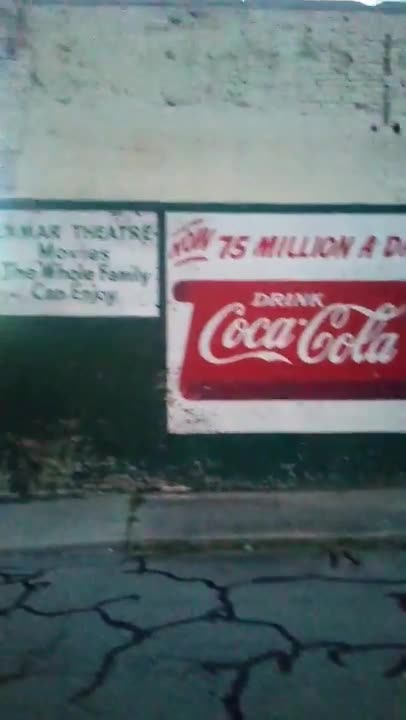 THEATRE
Movies
The Whole Family
Can Enjoy
NOW 75 MILLION A
DRINK
Coca-Cola